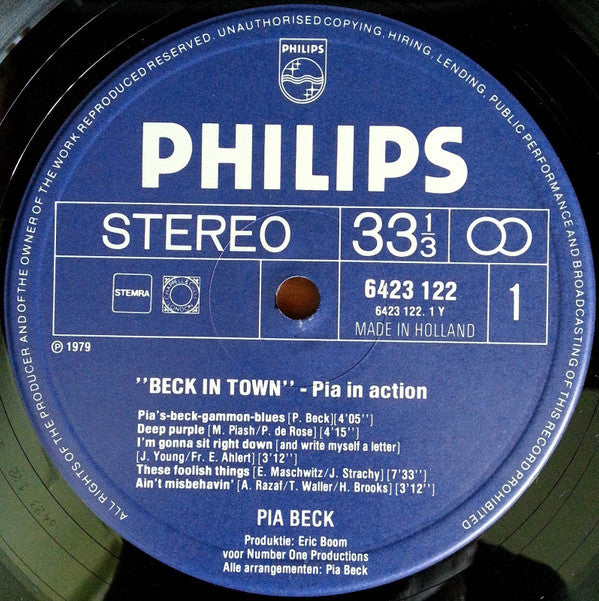 ALL RIGHTS OF THE PRODUCER AND OF THE OWNER OF THE WORK REPRODUCED RESERVED. UNAUTHORISED COPYING, HIRING, LENDING, PUBLIC PERFORMANCE AND BROADCASTING OF THIS RECORD PROHIBITED
PHILIPS
PHILIPS
STEREO 33⅓
STEMRA
6423 122
6423 122. 1 Y
MADE IN HOLLAND
1
℗ 1979
"BECK IN TOWN" - Pia in action
Pia's-beck-gammon-blues [P. Beck] [4'05'']
Deep purple [M. Piash/P. de Rose] [4'15'']
I'm gonna sit right down [and write myself a letter]
[J. Young/Fr. E. Ahlert] [3'12'']
These foolish things [E. Maschwitz/J. Strachy] [7'33'']
Ain't misbehavin' [A. Razaf/T. Waller/H. Brooks] [3'12'']
PIA BECK
Produktie: Eric Boom
voor Number One Productions
Alle arrangementen: Pia Beck